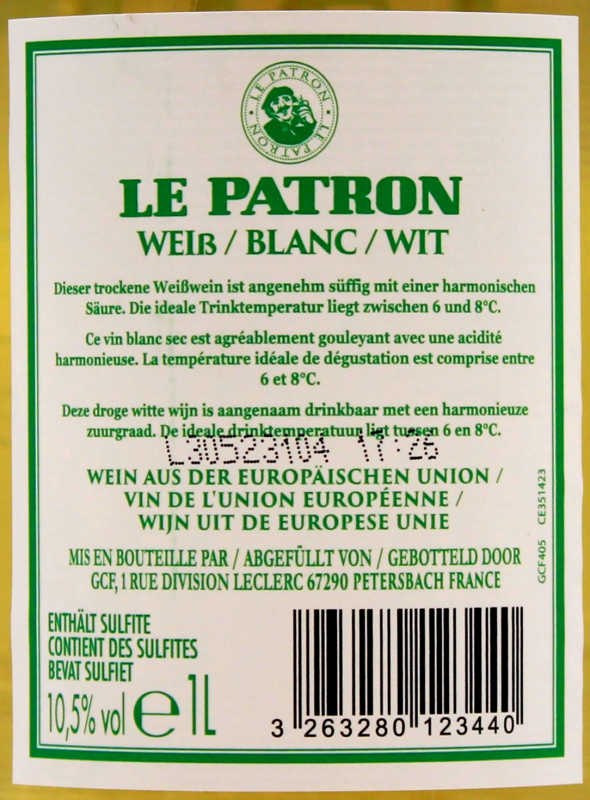 LE PATRON · LE PATRON · LE PATRON
LE PATRON
WEIß / BLANC / WIT
Dieser trockene Weißwein ist angenehm süffig mit einer harmonischen
Säure. Die ideale Trinktemperatur liegt zwischen 6 und 8°C.
Ce vin blanc sec est agréablement gouleyant avec une acidité
harmonieuse. La température idéale de dégustation est comprise entre
6 et 8°C.
Deze droge witte wijn is aangenaam drinkbaar met een harmonieuze
zuurgraad. De ideale drinktemperatuur ligt tussen 6 en 8°C.
L30523104 17:26
WEIN AUS DER EUROPÄISCHEN UNION /
VIN DE L'UNION EUROPÉENNE /
WIJN UIT DE EUROPESE UNIE
MIS EN BOUTEILLE PAR / ABGEFÜLLT VON / GEBOTTELD DOOR
GCF, 1 RUE DIVISION LECLERC 67290 PETERSBACH FRANCE
GCF405 CE351423
ENTHÄLT SULFITE
CONTIENT DES SULFITES
BEVAT SULFIET
10,5% vol e 1L
3 263280 123440